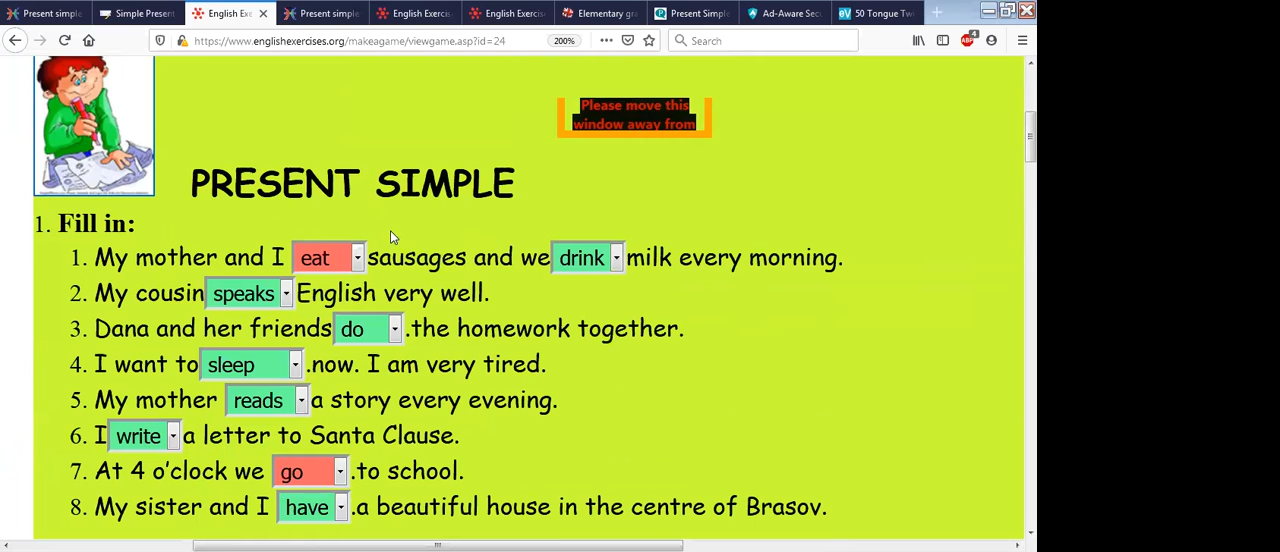 Present simple
Simple Present
English Exe
Present simple
English Exercis
English Exercis
Elementary gra
Present Simple
Ad-Aware Sec
50 Tongue Tw
https://www.englishexercises.org/makeagame/viewgame.asp?id=24
200%
Search
ABP
4
Please move this
window away from
PRESENT SIMPLE
1. Fill in:
1. My mother and I eat sausages and we drink milk every morning.
2. My cousin speaks English very well.
3. Dana and her friends do .the homework together.
4. I want to sleep .now. I am very tired.
5. My mother reads a story every evening.
6. I write a letter to Santa Clause.
7. At 4 o'clock we go .to school.
8. My sister and I have .a beautiful house in the centre of Brasov.